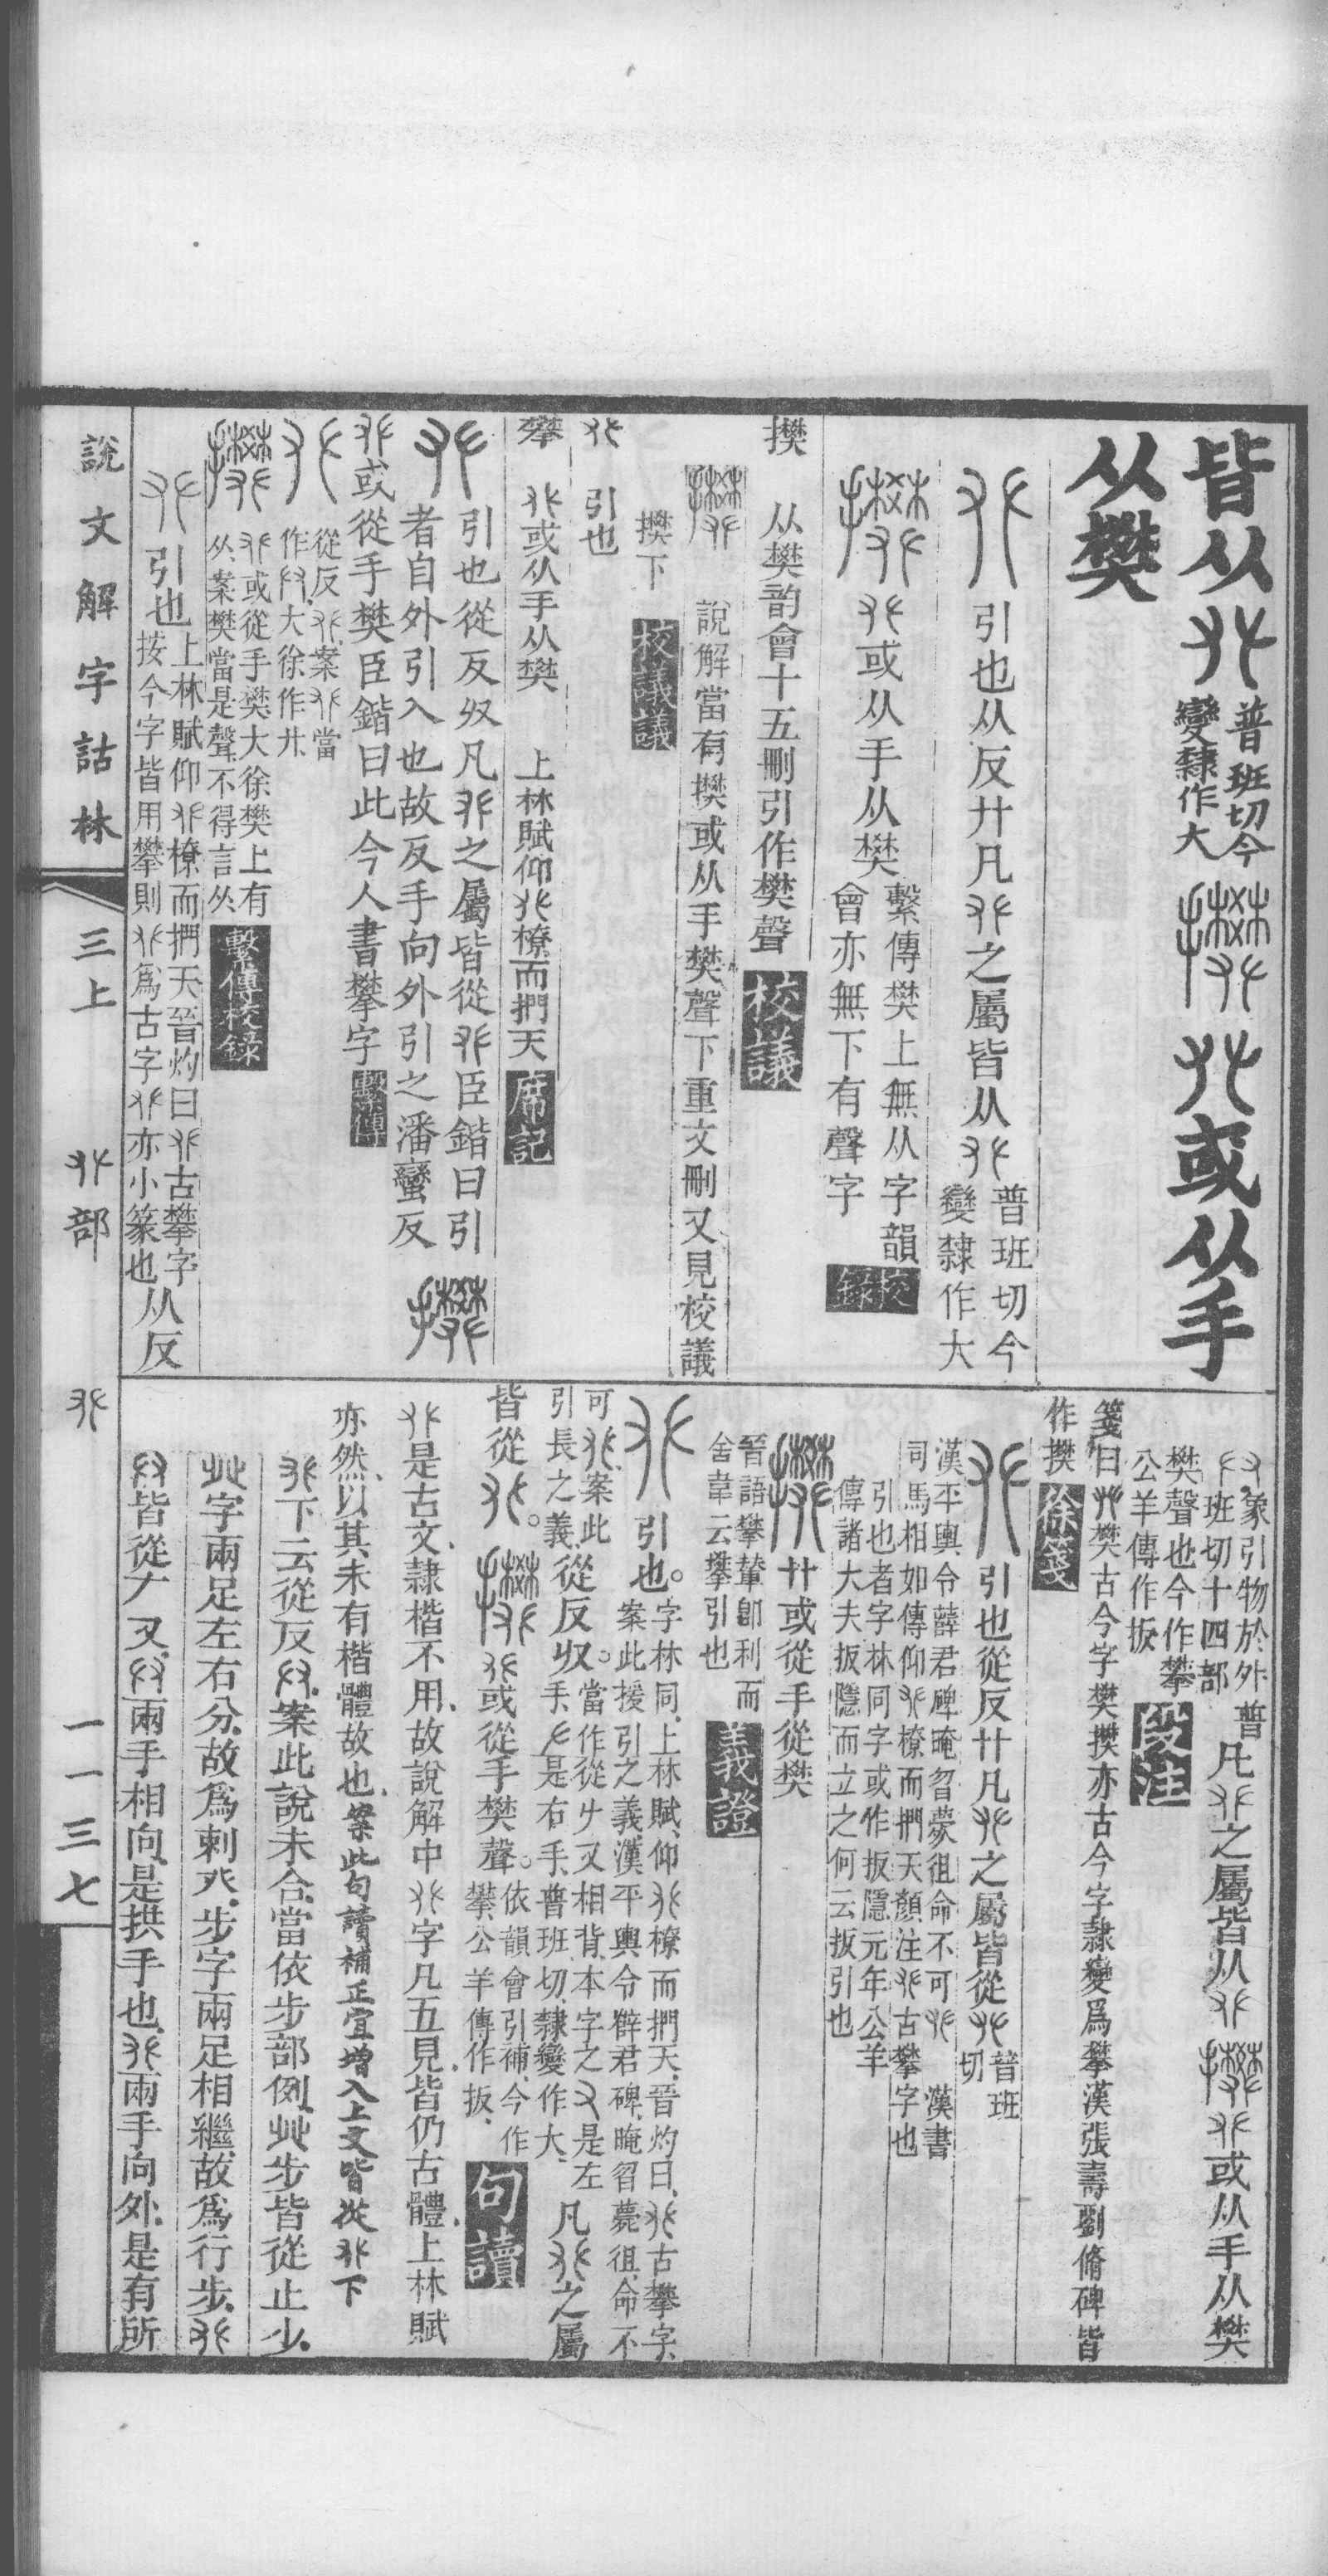 皆从𠬜普班切今變隸作大𢹂𠬜或从手
从樊
𠬜引也从反廾凡𠬜之屬皆从𠬜普班切今變隸作大
𢹂𠬜或从手从樊繫傳樊上無从字韻會亦無下有聲字校錄
𢹂从樊韵會十五刪引作樊聲校議
𢹂說解當有𢹂或从手樊聲下重文刪又見校議
𢹂下校議議
𠬜引也
攀𠬜或从手从樊上林賦仰𠬜橑而捫天席記
𠬜引也從反𠬞凡𠬜之屬皆從𠬜臣鍇曰引
者自外引入也故反手向外引之潘蠻反𢹂
𠬜或從手樊臣鍇曰此今人書攀字繫傳
𠬜從反𠬜案𠬜當作𠬞大徐作廾
𢹂𠬜或從手樊大徐樊上有从案樊當是聲不得言从繫傳校錄
𠬜引也上林賦仰𠬜橑而捫天晉灼曰𠬜古攀字按今字皆用攀則𠬜爲古字𠬜亦小篆也从反
象引物於外普班切十四部凡𠬜之屬皆从𠬜𢹂𠬜或从手从樊
樊聲也今作攀公羊傳作扳段注
箋曰𠬜樊古今字樊𢹂亦古今字隸變爲攀漢張壽劉脩碑皆
作𢹂徐箋
𠬜引也從反廾凡𠬜之屬皆從𠬜普班切
漢平輿令薛君碑晻曶蒙徂命不可𠬜漢書
司馬相如傳仰𠬜橑而捫天顏注𠬜古攀字也
引也者字林同字或作扳隱元年公羊
傳諸大夫扳隱而立之何云扳引也
𢹂廾或從手從樊
晉語攀輦卽利而
舍韋云攀引也義證
𠬜引也。字林同、上林賦、仰𠬜橑而捫天、晉灼曰、𠬜古攀字、案此援引之義、漢平輿令薛君碑、晻曶薨徂、命不
可𠬜、案此引長之義、從反𠬞。當作從𠂇又相背、本字之又是左手、是右手、普班切、隸變作大、凡𠬜之屬
皆從𠬜。𢹂𠬜或從手樊聲。依韻會引補、今作攀、公羊傳作扳、句讀
𠬜是古文、隸楷不用、故說解中𠬜字凡五見、皆仍古體、上林賦
亦然、以其未有楷體故也、案此句讀補正宜增入上文皆從𠬜下
𠬜下云從反𠬞、案此說未合、當依步部例、癶步皆從止少、
癶字兩足左右分、故爲剌癶、步字兩足相繼、故爲行步、𠬜
𠬞皆從𠂇又、𠬞兩手相向、是拱手也、𠬜兩手向外、是有所
說文解字詁林
三上
𠬜部
𠬜
一一三七